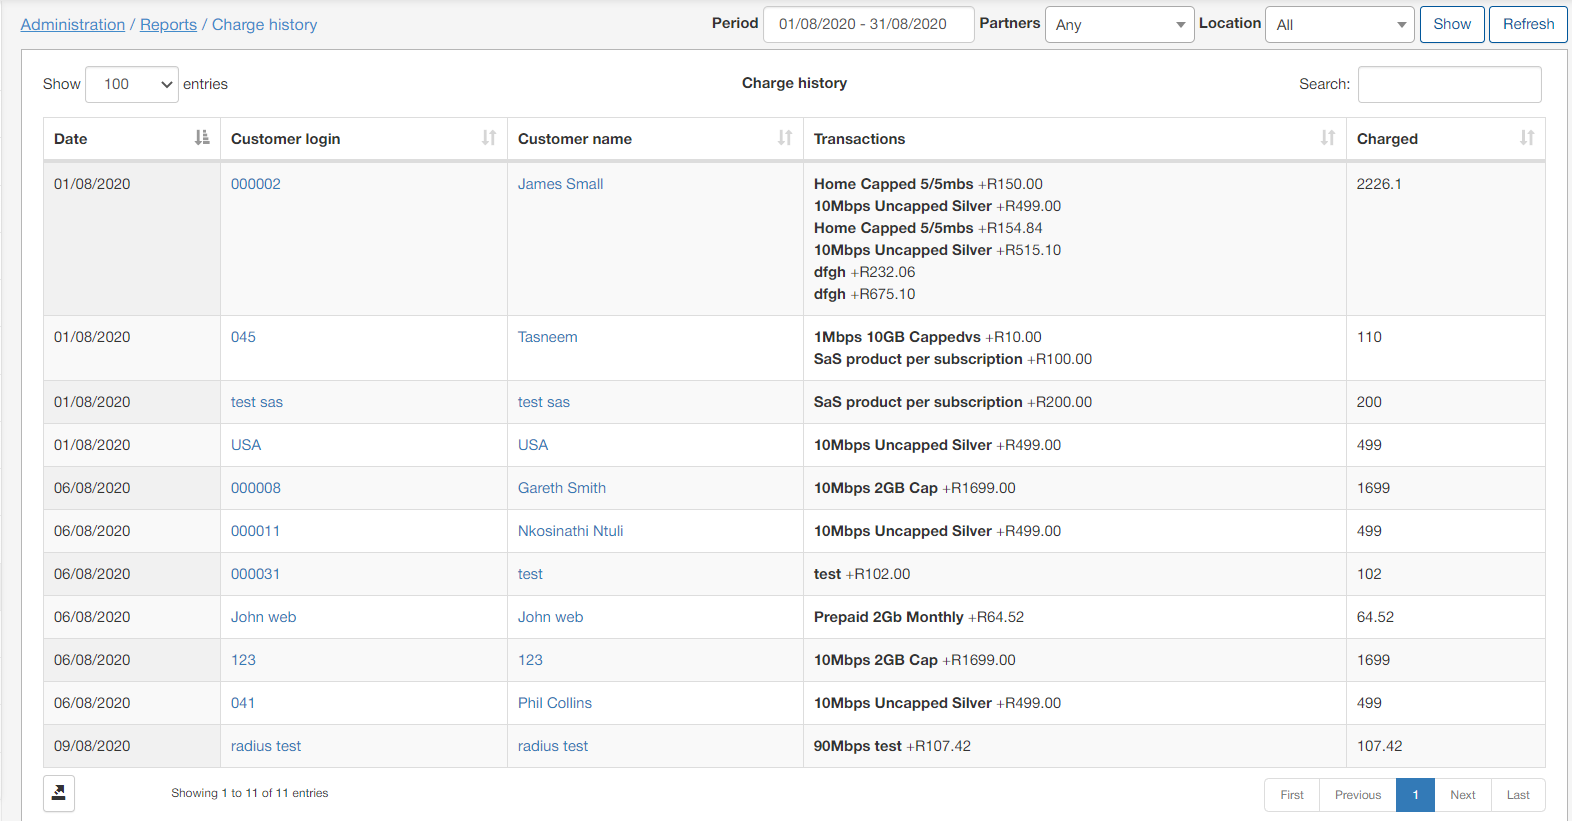 Administration / Reports / Charge history Period 01/08/2020 - 31/08/2020 Partners Any Location All Show Refresh
Show 100 entries Charge history Search:
Date Customer login Customer name Transactions Charged
01/08/2020 000002 James Small Home Capped 5/5mbs +R150.00 2226.1
10Mbps Uncapped Silver +R499.00
Home Capped 5/5mbs +R154.84
10Mbps Uncapped Silver +R515.10
dfgh +R232.06
dfgh +R675.10
01/08/2020 045 Tasneem 1Mbps 10GB Cappedvs +R10.00 110
SaS product per subscription +R100.00
01/08/2020 test sas test sas SaS product per subscription +R200.00 200
01/08/2020 USA USA 10Mbps Uncapped Silver +R499.00 499
06/08/2020 000008 Gareth Smith 10Mbps 2GB Cap +R1699.00 1699
06/08/2020 000011 Nkosinathi Ntuli 10Mbps Uncapped Silver +R499.00 499
06/08/2020 000031 test test +R102.00 102
06/08/2020 John web John web Prepaid 2Gb Monthly +R64.52 64.52
06/08/2020 123 123 10Mbps 2GB Cap +R1699.00 1699
06/08/2020 041 Phil Collins 10Mbps Uncapped Silver +R499.00 499
09/08/2020 radius test radius test 90Mbps test +R107.42 107.42
Showing 1 to 11 of 11 entries First Previous 1 Next Last